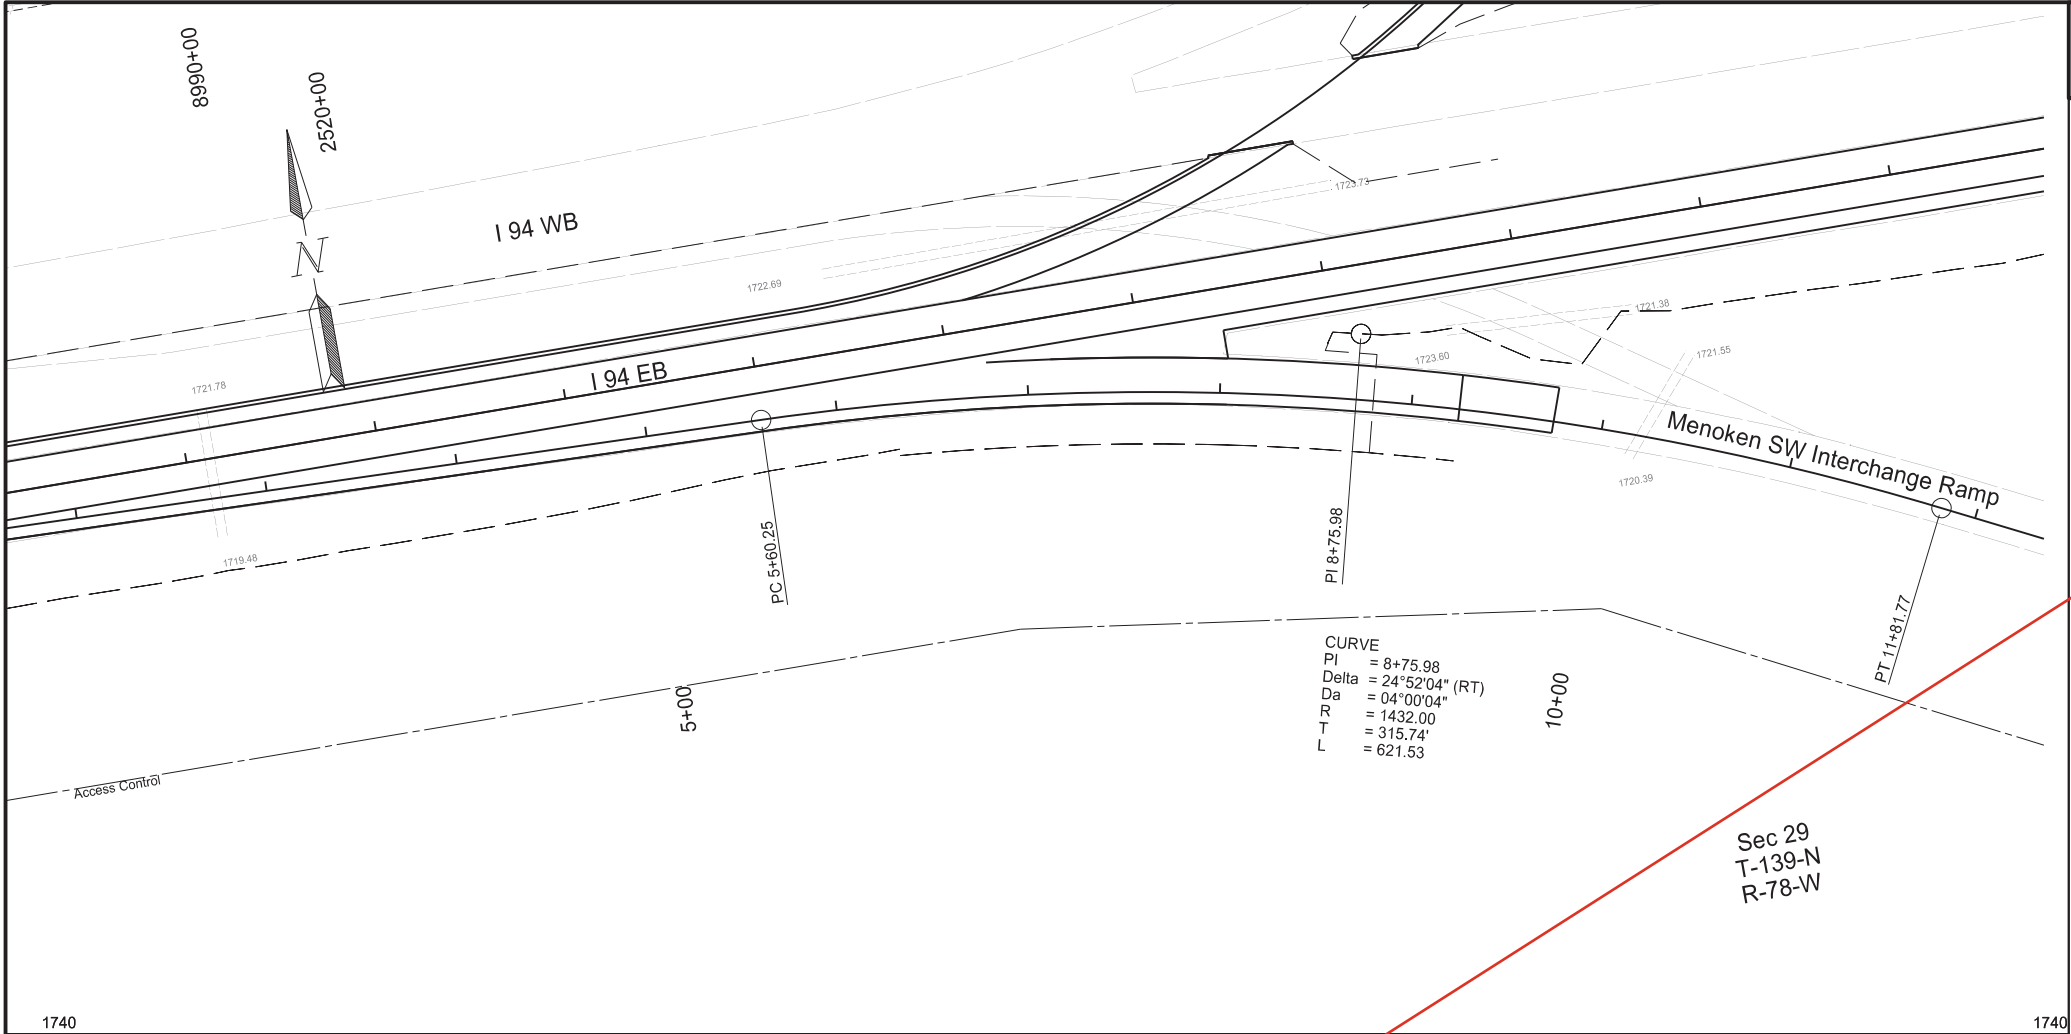 8990+00
2520+00
N
I 94 WB
I 94 EB
1721.78
1722.69
1723.73
1721.38
1723.60
1721.55
1720.39
1719.48
Menoken SW Interchange Ramp
PC 5+60.25
PI 8+75.98
PT 11+81.77
5+00
10+00
CURVE
PI = 8+75.98
Delta = 24°52'04" (RT)
Da = 04°00'04"
R = 1432.00
T = 315.74'
L = 621.53
Access Control
Sec 29
T-139-N
R-78-W
1740
1740